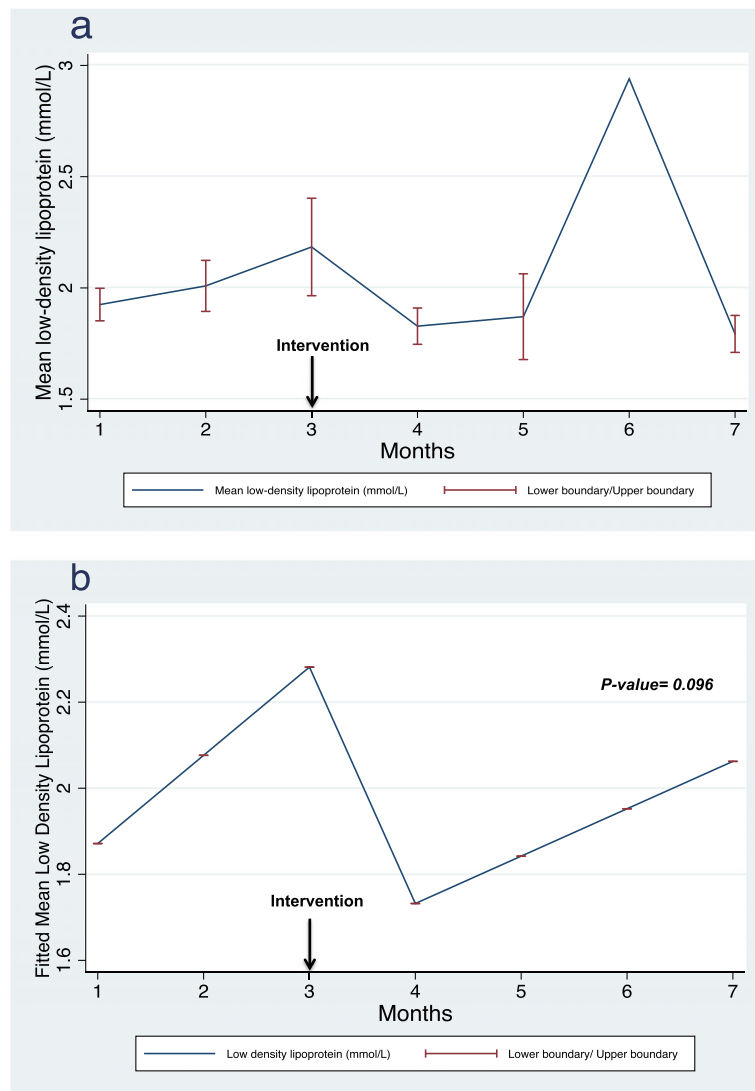 a
Mean low-density lipoprotein (mmol/L)
3
2.5
2
1.5
Intervention
1 2 3 4 5 6 7
Months
Mean low-density lipoprotein (mmol/L) Lower boundary/Upper boundary
b
Fitted Mean Low Density Lipoprotein (mmol/L)
2.4
2.2
2
1.8
1.6
P-value= 0.096
Intervention
1 2 3 4 5 6 7
Months
Low density lipoprotein (mmol/L) Lower boundary/ Upper boundary